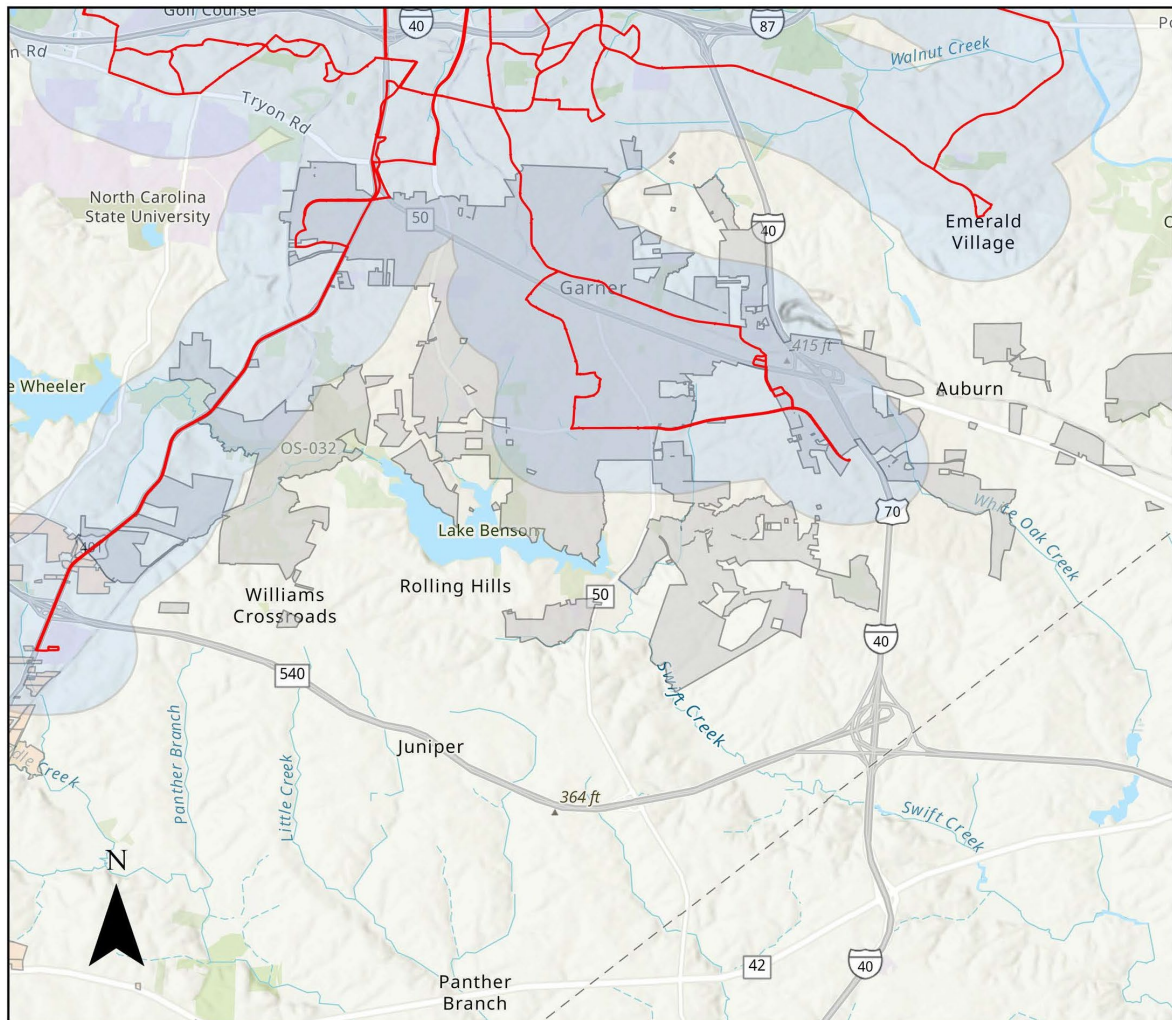 Golf Course
40
87
n Rd
Walnut Creek
Tryon Rd
North Carolina
State University
50
40
Emerald
Village
Garner
415 ft
e Wheeler
Auburn
OS-032
70
White Oak Creek
Lake Benson
401
Rolling Hills
Williams
Crossroads
50
40
540
Swift Creek
Panther Branch
Little Creek
Juniper
364 ft
dle Creek
Swift Creek
N
42
40
Panther
Branch